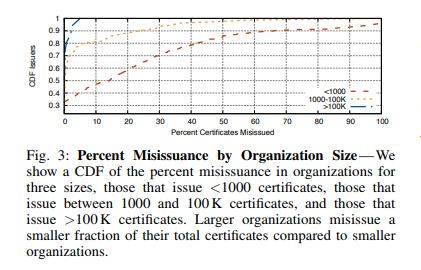 1
0.9
0.8
0.7
0.6
0.5
0.4
0.3
CDF Issuers
0 10 20 30 40 50 60 70 80 90 100
Percent Certificates Misissued
<1000
1000-100K
>100K
Fig. 3: Percent Misissuance by Organization Size—We
show a CDF of the percent misissuance in organizations for
three sizes, those that issue <1000 certificates, those that
issue between 1000 and 100 K certificates, and those that
issue >100 K certificates. Larger organizations misissue a
smaller fraction of their total certificates compared to smaller
organizations.